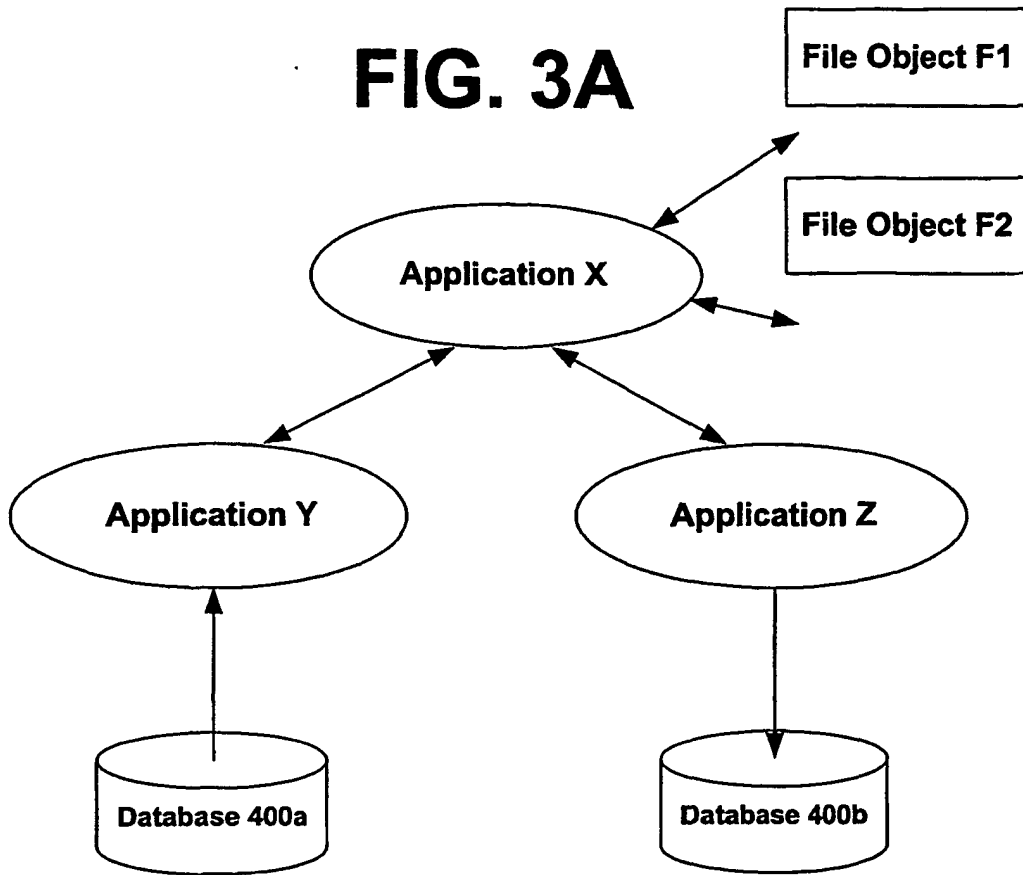 FIG. 3A
File Object F1
File Object F2
Application X
Application Y
Application Z
Database 400a
Database 400b